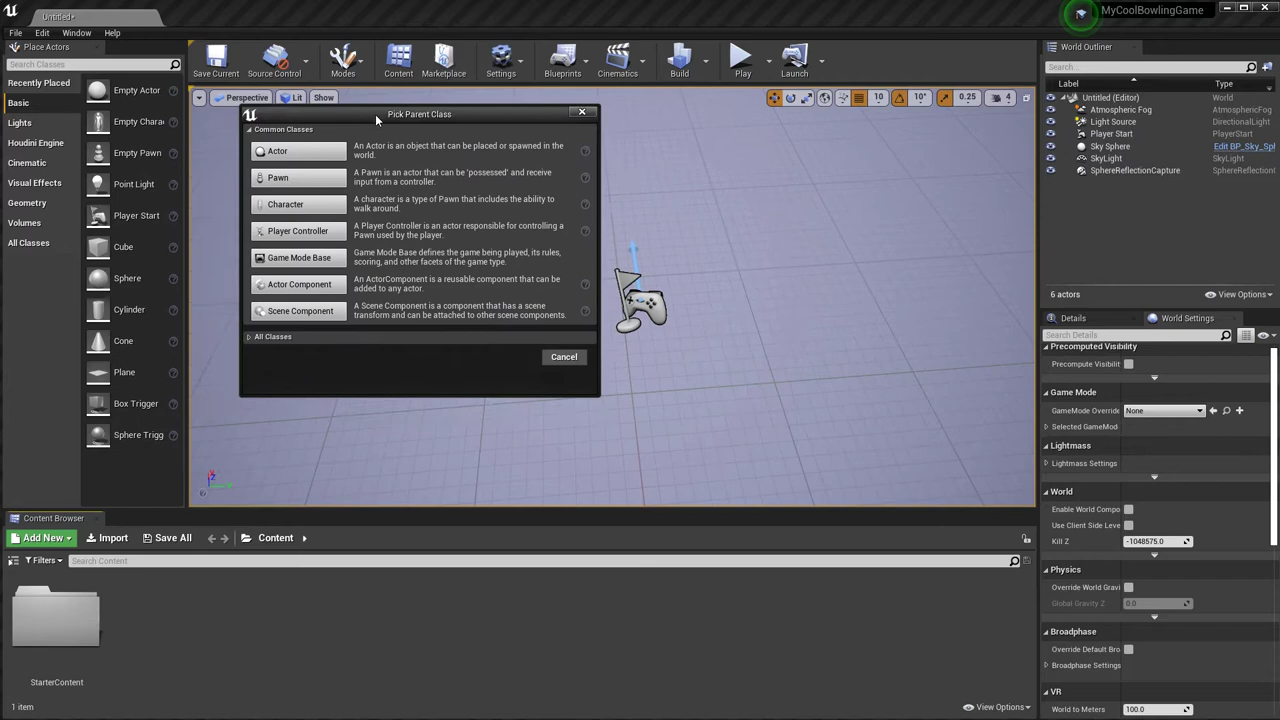 Untitled*
MyCoolBowlingGame
File Edit Window Help
Place Actors
Search Classes
Recently Placed
Basic
Lights
Houdini Engine
Cinematic
Visual Effects
Geometry
Volumes
All Classes
Empty Actor
Empty Chara
Empty Pawn
Point Light
Player Start
Cube
Sphere
Cylinder
Cone
Plane
Box Trigger
Sphere Trigg
Save Current
Source Control
Modes
Content
Marketplace
Settings
Blueprints
Cinematics
Build
Play
Launch
Perspective
Lit
Show
10
10°
0.25
4
Pick Parent Class
Common Classes
Actor
An Actor is an object that can be placed or spawned in the
world.
Pawn
A Pawn is an actor that can be 'possessed' and receive
input from a controller.
Character
A character is a type of Pawn that includes the ability to
walk around.
Player Controller
A Player Controller is an actor responsible for controlling a
Pawn used by the player.
Game Mode Base
Game Mode Base defines the game being played, its rules,
scoring, and other facets of the game type.
Actor Component
An ActorComponent is a reusable component that can be
added to any actor.
Scene Component
A Scene Component is a component that has a scene
transform and can be attached to other scene components.
All Classes
Cancel
World Outliner
Search...
Label Type
Untitled (Editor) World
Atmospheric Fog AtmosphericFog
Light Source DirectionalLight
Player Start PlayerStart
Sky Sphere Edit BP_Sky_Sph
SkyLight SkyLight
SphereReflectionCapture SphereReflectionCapture
6 actors
View Options
Details
World Settings
Search Details
Precomputed Visibility
Precompute Visibilit
Game Mode
GameMode Override None
Selected GameMod
Lightmass
Lightmass Settings
World
Enable World Compo
Use Client Side Leve
Kill Z -1048575.0
Physics
Override World Gravi
Global Gravity Z 0.0
Broadphase
Override Default Bro
Broadphase Settings
VR
World to Meters 100.0
Content Browser
Add New Import Save All Content
Filters Search Content
StarterContent
1 item
View Options